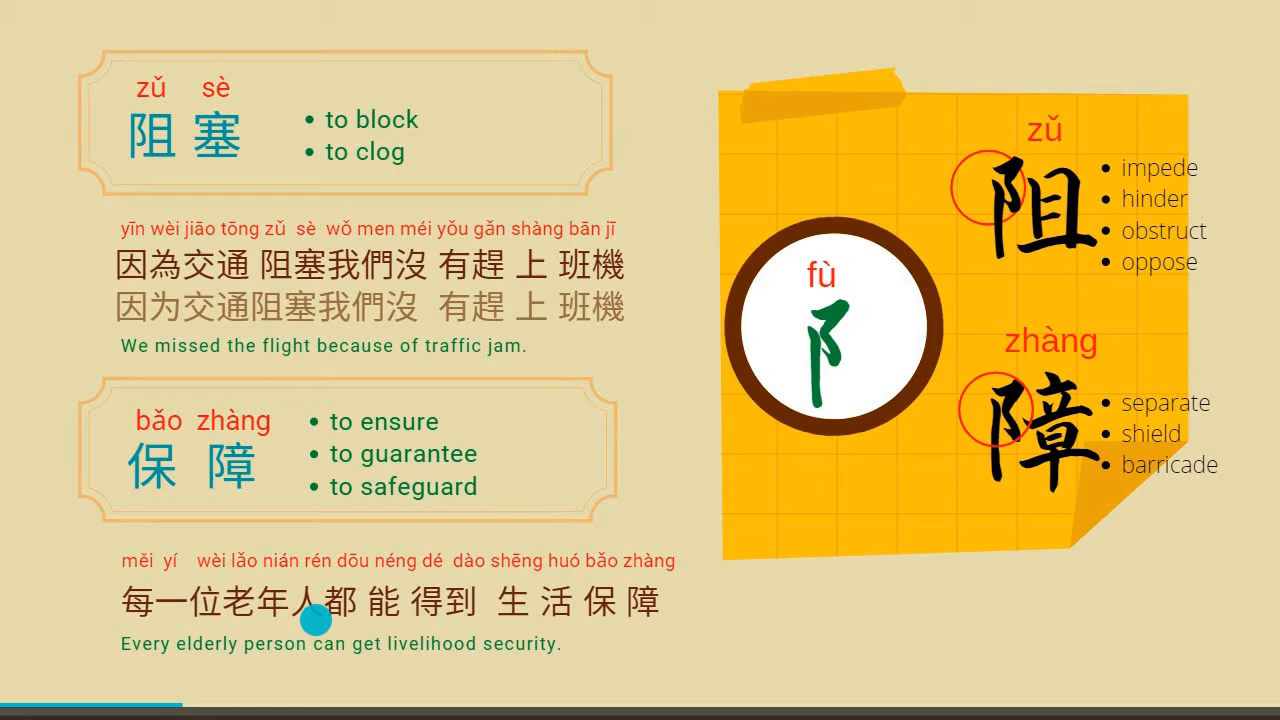 zǔ sè
阻 塞
• to block
• to clog
yīn wèi jiāo tōng zǔ sè wǒ men méi yǒu gǎn shàng bān jī
因為交通 阻塞我們沒 有趕 上 班機
因为交通阻塞我們沒 有趕 上 班機
We missed the flight because of traffic jam.
bǎo zhàng
保 障
• to ensure
• to guarantee
• to safeguard
měi yí wèi lǎo nián rén dōu néng dé dào shēng huó bǎo zhàng
每一位老年人都 能 得到 生 活 保 障
Every elderly person can get livelihood security.
fù
阝
zǔ
阻
• impede
• hinder
• obstruct
• oppose
zhàng
障
• separate
• shield
• barricade